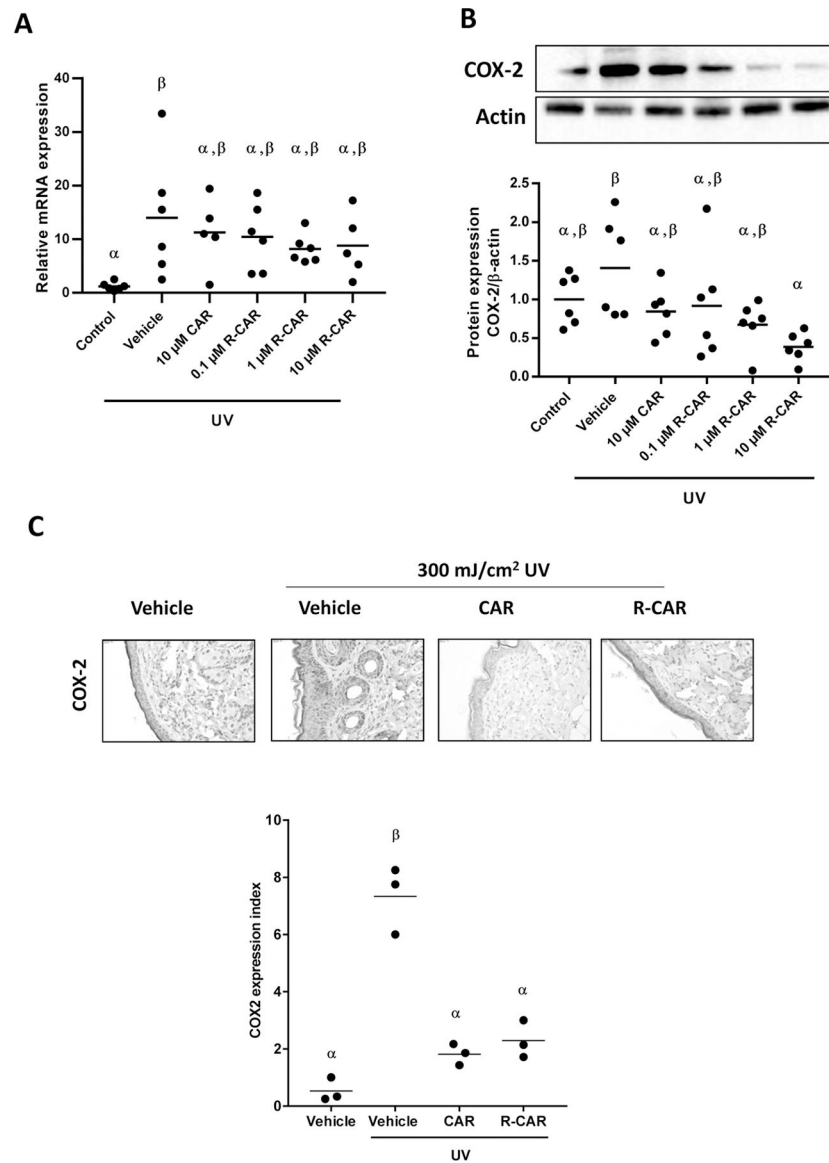 A
β
α ,β
α ,β
α ,β
α ,β
α
Relative mRNA expression
40
30
20
10
0
Control
Vehicle
10 µM CAR
0.1 µM R-CAR
1 µM R-CAR
10 µM R-CAR
UV
B
COX-2
Actin
β
α ,β
α ,β
α ,β
α ,β
α
Protein expression
COX-2/β-actin
2.5
2.0
1.5
1.0
0.5
0.0
Control
Vehicle
10 µM CAR
0.1 µM R-CAR
1 µM R-CAR
10 µM R-CAR
UV
C
300 mJ/cm² UV
Vehicle
Vehicle
CAR
R-CAR
COX-2
COX2 expression index
10
8
6
4
2
0
β
α
α
α
Vehicle
Vehicle
CAR
R-CAR
UV